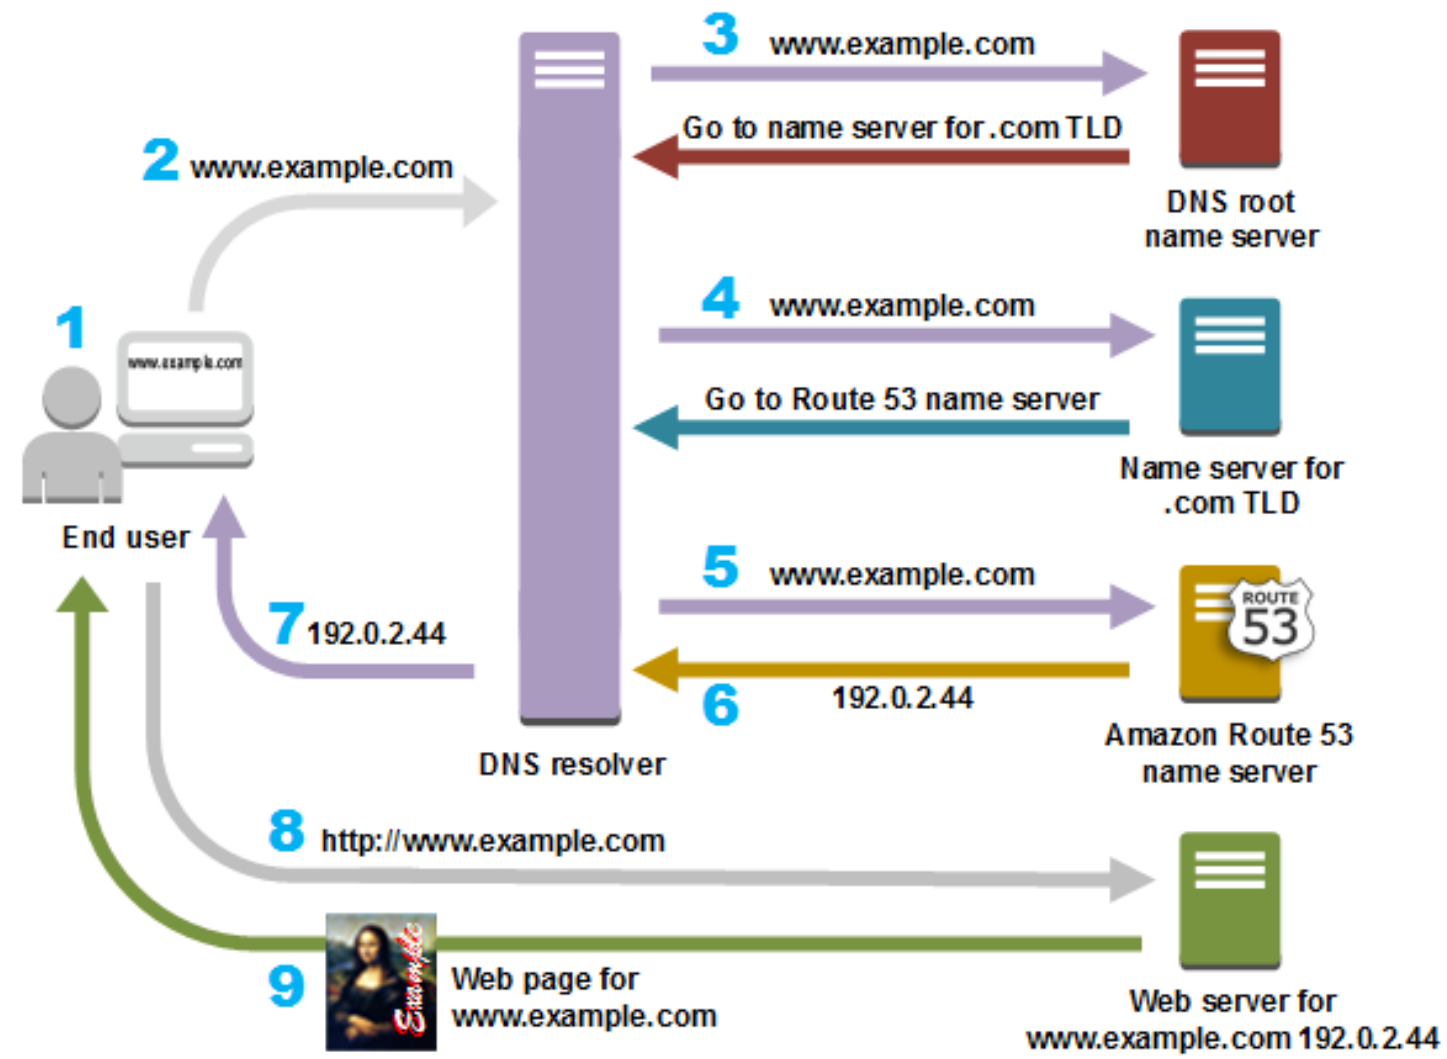 3 www.example.com
Go to name server for .com TLD
DNS root
name server
2 www.example.com
1
www.example.com
End user
4 www.example.com
Go to Route 53 name server
Name server for
.com TLD
5 www.example.com
ROUTE
53
6 192.0.2.44
Amazon Route 53
name server
7 192.0.2.44
DNS resolver
8 http://www.example.com
9
Example
Web page for
www.example.com
Web server for
www.example.com 192.0.2.44